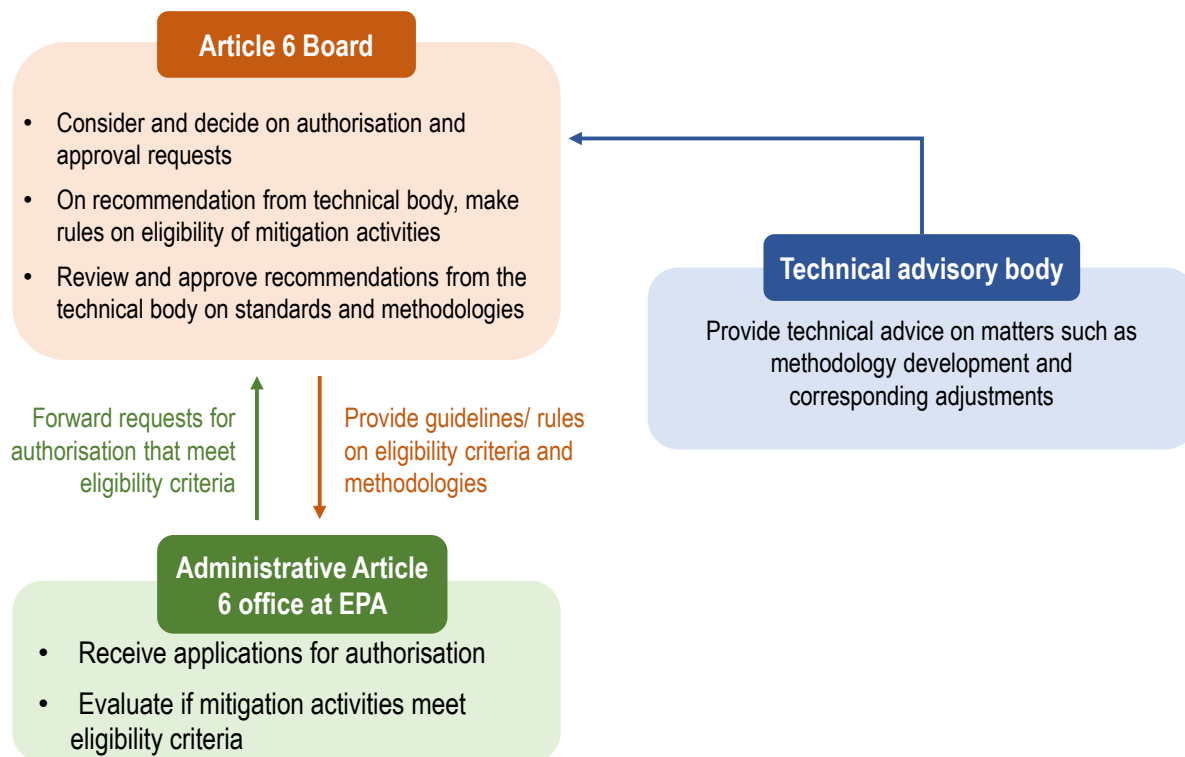 Article 6 Board
• Consider and decide on authorisation and
approval requests
• On recommendation from technical body, make
rules on eligibility of mitigation activities
• Review and approve recommendations from the
technical body on standards and methodologies
Technical advisory body
Provide technical advice on matters such as
methodology development and
corresponding adjustments
Forward requests for
authorisation that meet
eligibility criteria
Provide guidelines/ rules
on eligibility criteria and
methodologies
Administrative Article
6 office at EPA
• Receive applications for authorisation
• Evaluate if mitigation activities meet
eligibility criteria